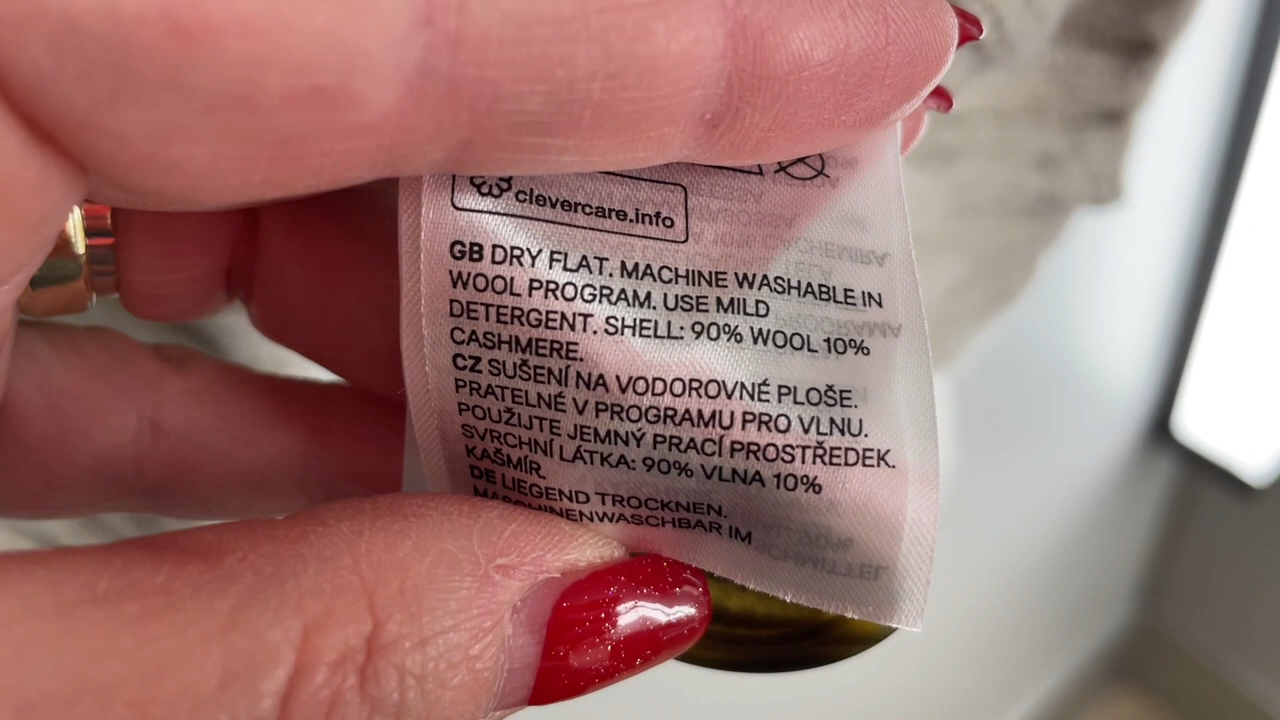 clevercare.info
GB DRY FLAT. MACHINE WASHABLE IN
WOOL PROGRAM. USE MILD
DETERGENT. SHELL: 90% WOOL 10%
CASHMERE.
CZ SUŠENÍ NA VODOROVNÉ PLOŠE.
PRATELNÉ V PROGRAMU PRO VLNU.
POUŽIJTE JEMNÝ PRACÍ PROSTŘEDEK.
SVRCHNÍ LÁTKA: 90% VLNA 10%
KAŠMÍR.
DE LIEGEND TROCKNEN.
MASCHINENWASCHBAR IM